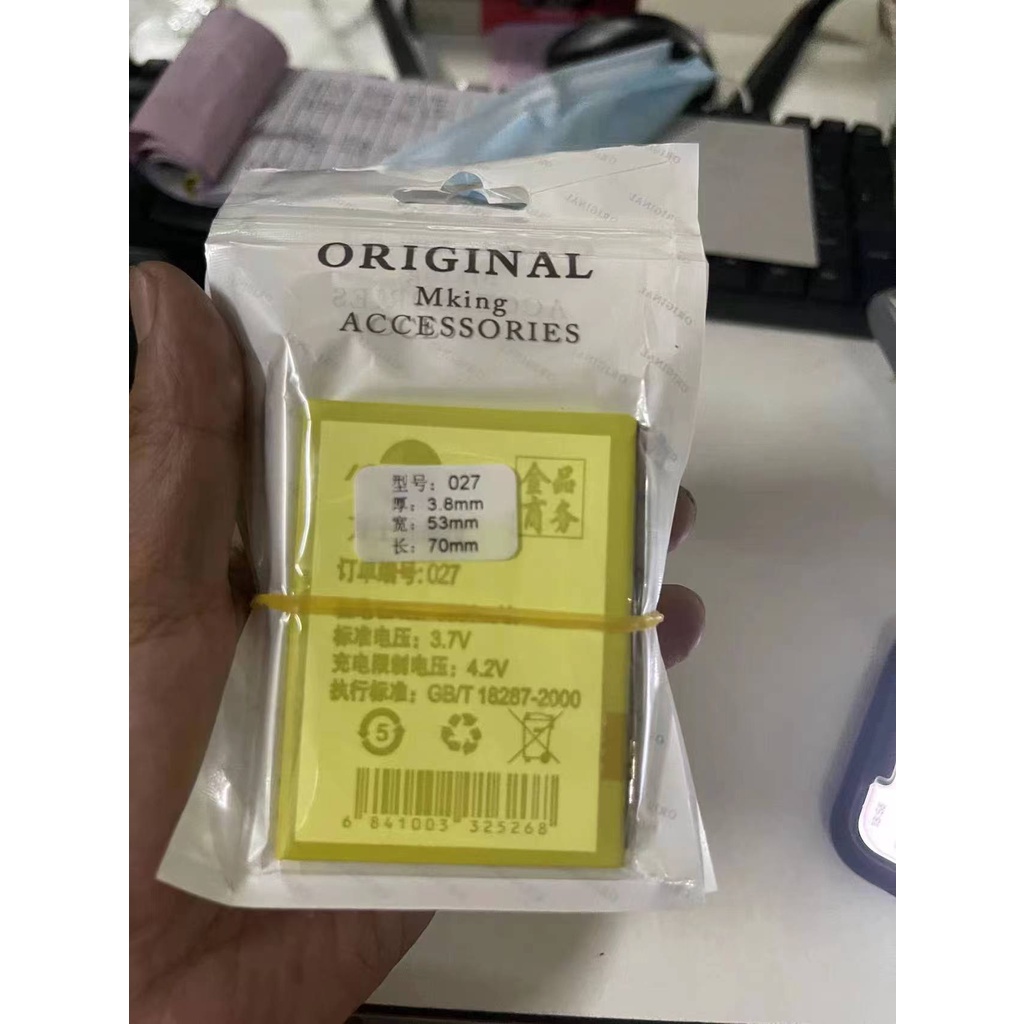 ORIGINAL
Mking
ACCESSORIES
型号：027
厚：3.8mm
宽：53mm
长：70mm
金品
商务
订单编号:027
标准电压：3.7V
充电限制电压：4.2V
执行标准：GB/T 18287-2000
5
6 841003 325268